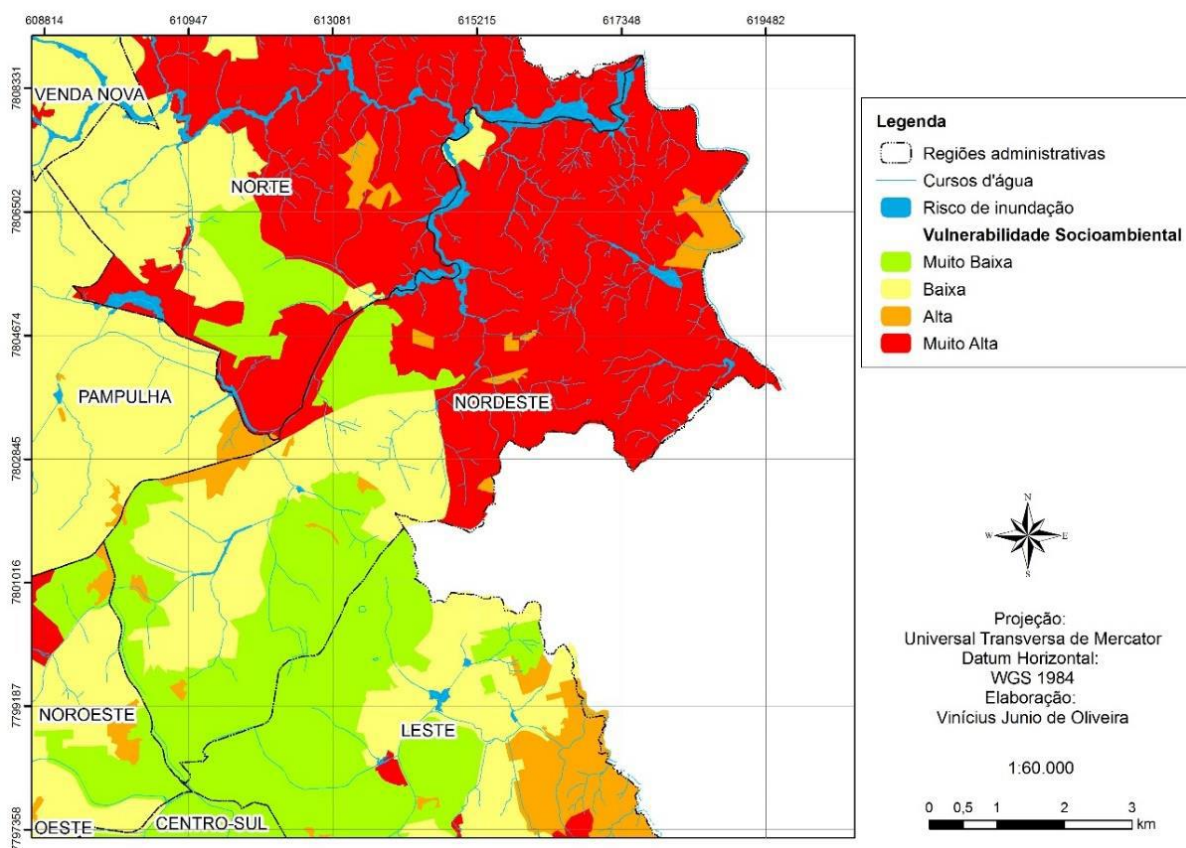 608814 610947 613081 615215 617348 619482
7808331
7806502
7804674
7802845
7801016
7799187
7797358
VENDA NOVA
NORTE
PAMPULHA
NORDESTE
NOROESTE
LESTE
OESTE
CENTRO-SUL
Legenda
Regiões administrativas
Cursos d'água
Risco de inundação
Vulnerabilidade Socioambiental
Muito Baixa
Baixa
Alta
Muito Alta
N
W E
S
Projeção:
Universal Transversa de Mercator
Datum Horizontal:
WGS 1984
Elaboração:
Vinícius Junio de Oliveira
1:60.000
0 0,5 1 2 3
km